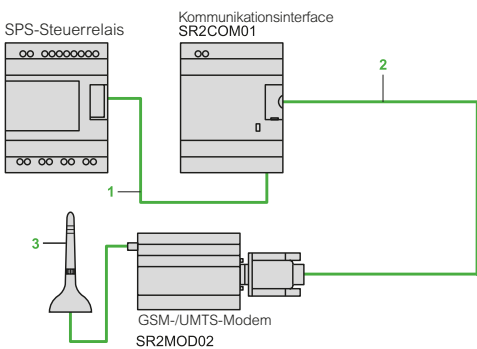 SPS-Steuerrelais
Kommunikationsinterface
SR2COM01
2
1
3
GSM-/UMTS-Modem
SR2MOD02